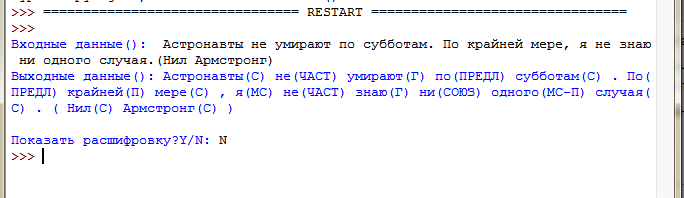 >>> ================================ RESTART ================================
>>>
Входные данные():  Астронавты не умирают по субботам. По крайней мере, я не знаю
 ни одного случая.(Нил Армстронг)
Выходные данные(): Астронавты(С) не(ЧАСТ) умирают(Г) по(ПРЕДЛ) субботам(С) . По(
ПРЕДЛ) крайней(П) мере(С) , я(МС) не(ЧАСТ) знаю(Г) ни(СОЮЗ) одного(МС-П) случая(
С) . ( Нил(С) Армстронг(С) )
Показать расшифровку?Y/N: N
>>>